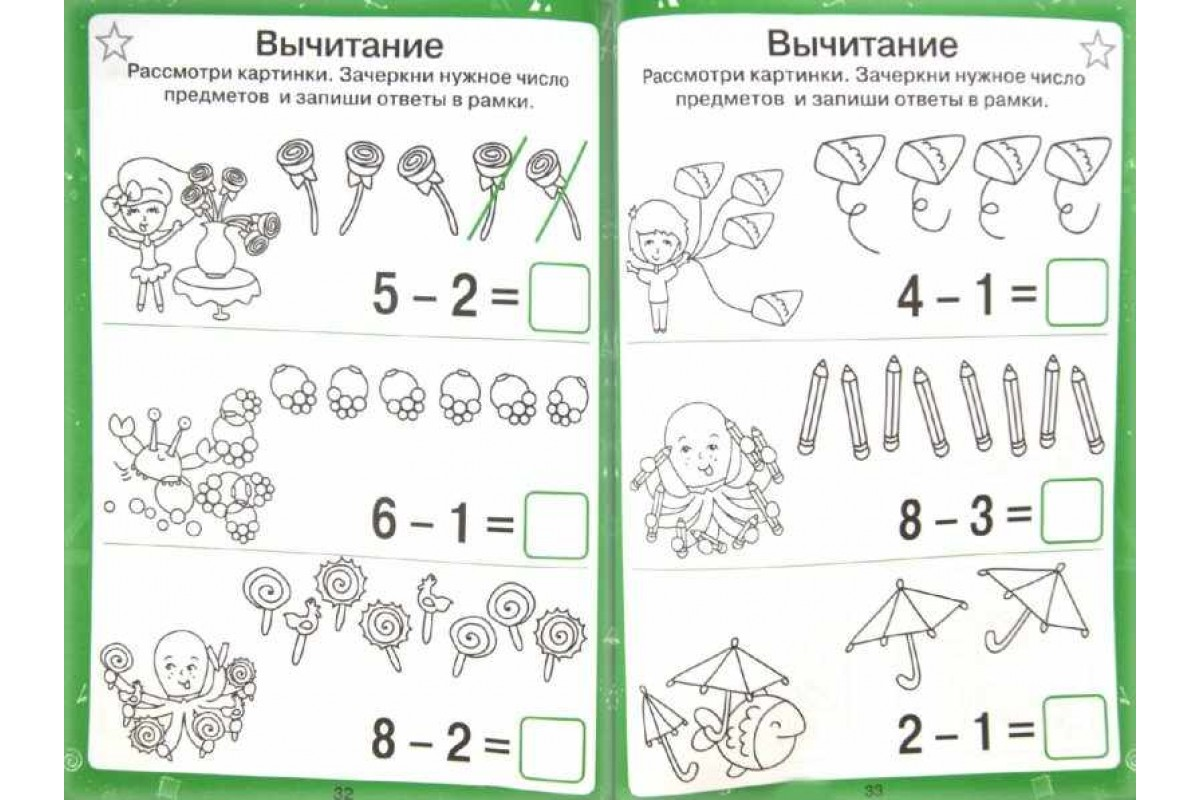 Вычитание
Рассмотри картинки. Зачеркни нужное число
предметов и запиши ответы в рамки.
5 – 2 =
6 – 1 =
8 – 2 =
32
Вычитание
Рассмотри картинки. Зачеркни нужное число
предметов и запиши ответы в рамки.
4 – 1 =
8 – 3 =
2 – 1 =
33